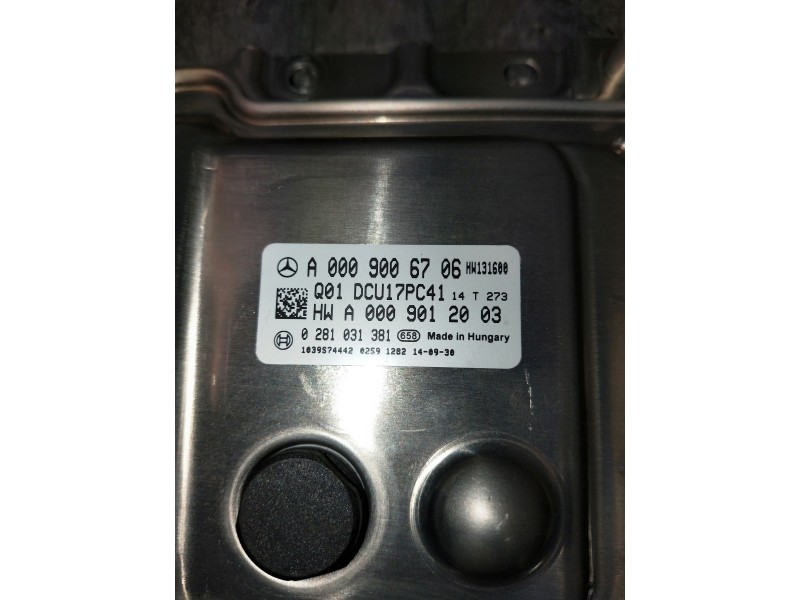 A 000 900 67 06 HW131600
Q01 DCU17PC41 14 T 273
HW A 000 901 20 03
0 281 031 381 658 Made in Hungary
1039S74442 0259 1282 14-09-30